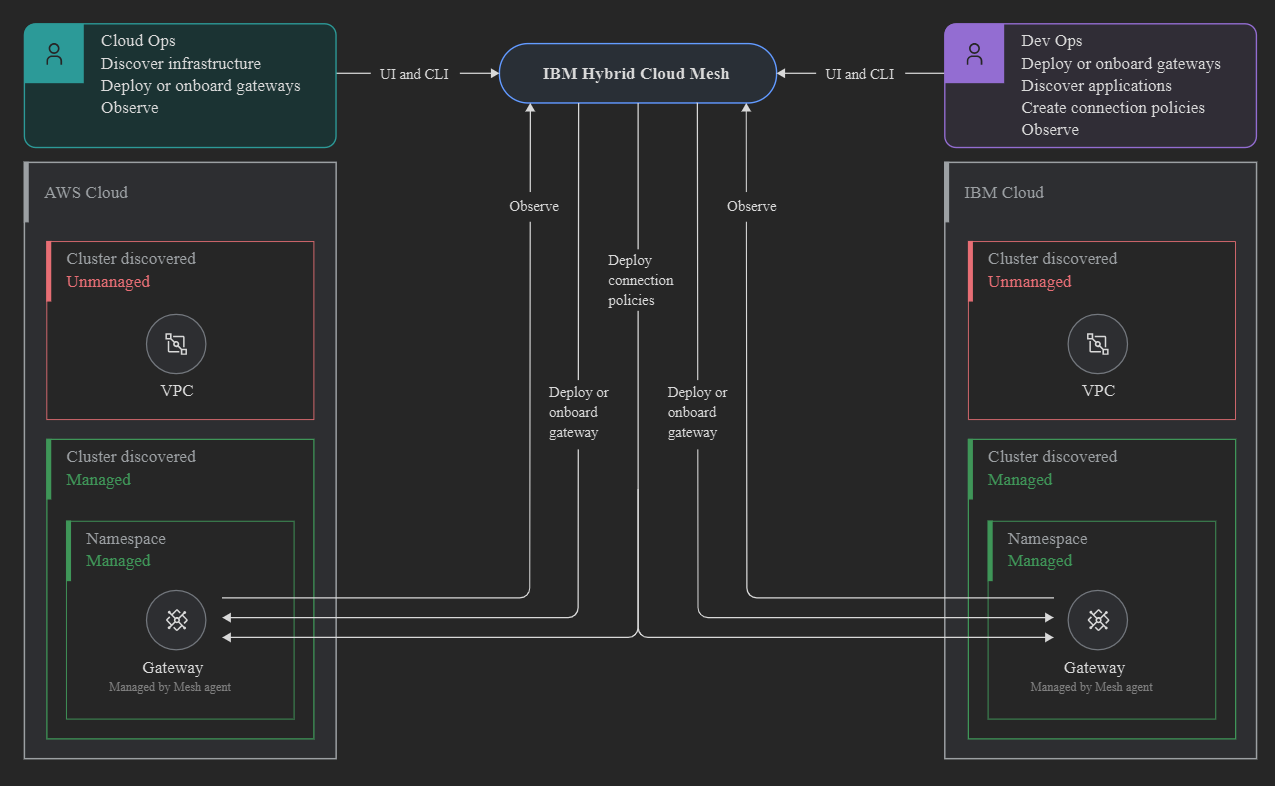 Cloud Ops
Discover infrastructure
Deploy or onboard gateways
Observe
UI and CLI
IBM Hybrid Cloud Mesh
UI and CLI
Dev Ops
Deploy or onboard gateways
Discover applications
Create connection policies
Observe
AWS Cloud
Cluster discovered
Unmanaged
VPC
Cluster discovered
Managed
Namespace
Managed
Gateway
Managed by Mesh agent
Observe
Deploy or
onboard
gateway
Deploy
connection
policies
Deploy or
onboard
gateway
Observe
IBM Cloud
Cluster discovered
Unmanaged
VPC
Cluster discovered
Managed
Namespace
Managed
Gateway
Managed by Mesh agent